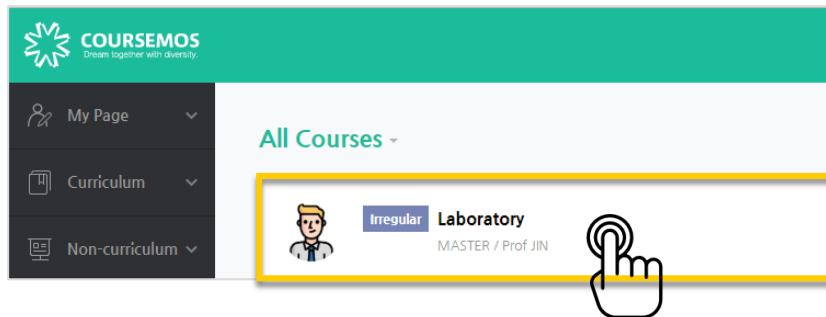 COURSEMOS
Dream together with diversity.
My Page
All Courses
Curriculum
Irregular Laboratory
MASTER / Prof JIN
Non-curriculum